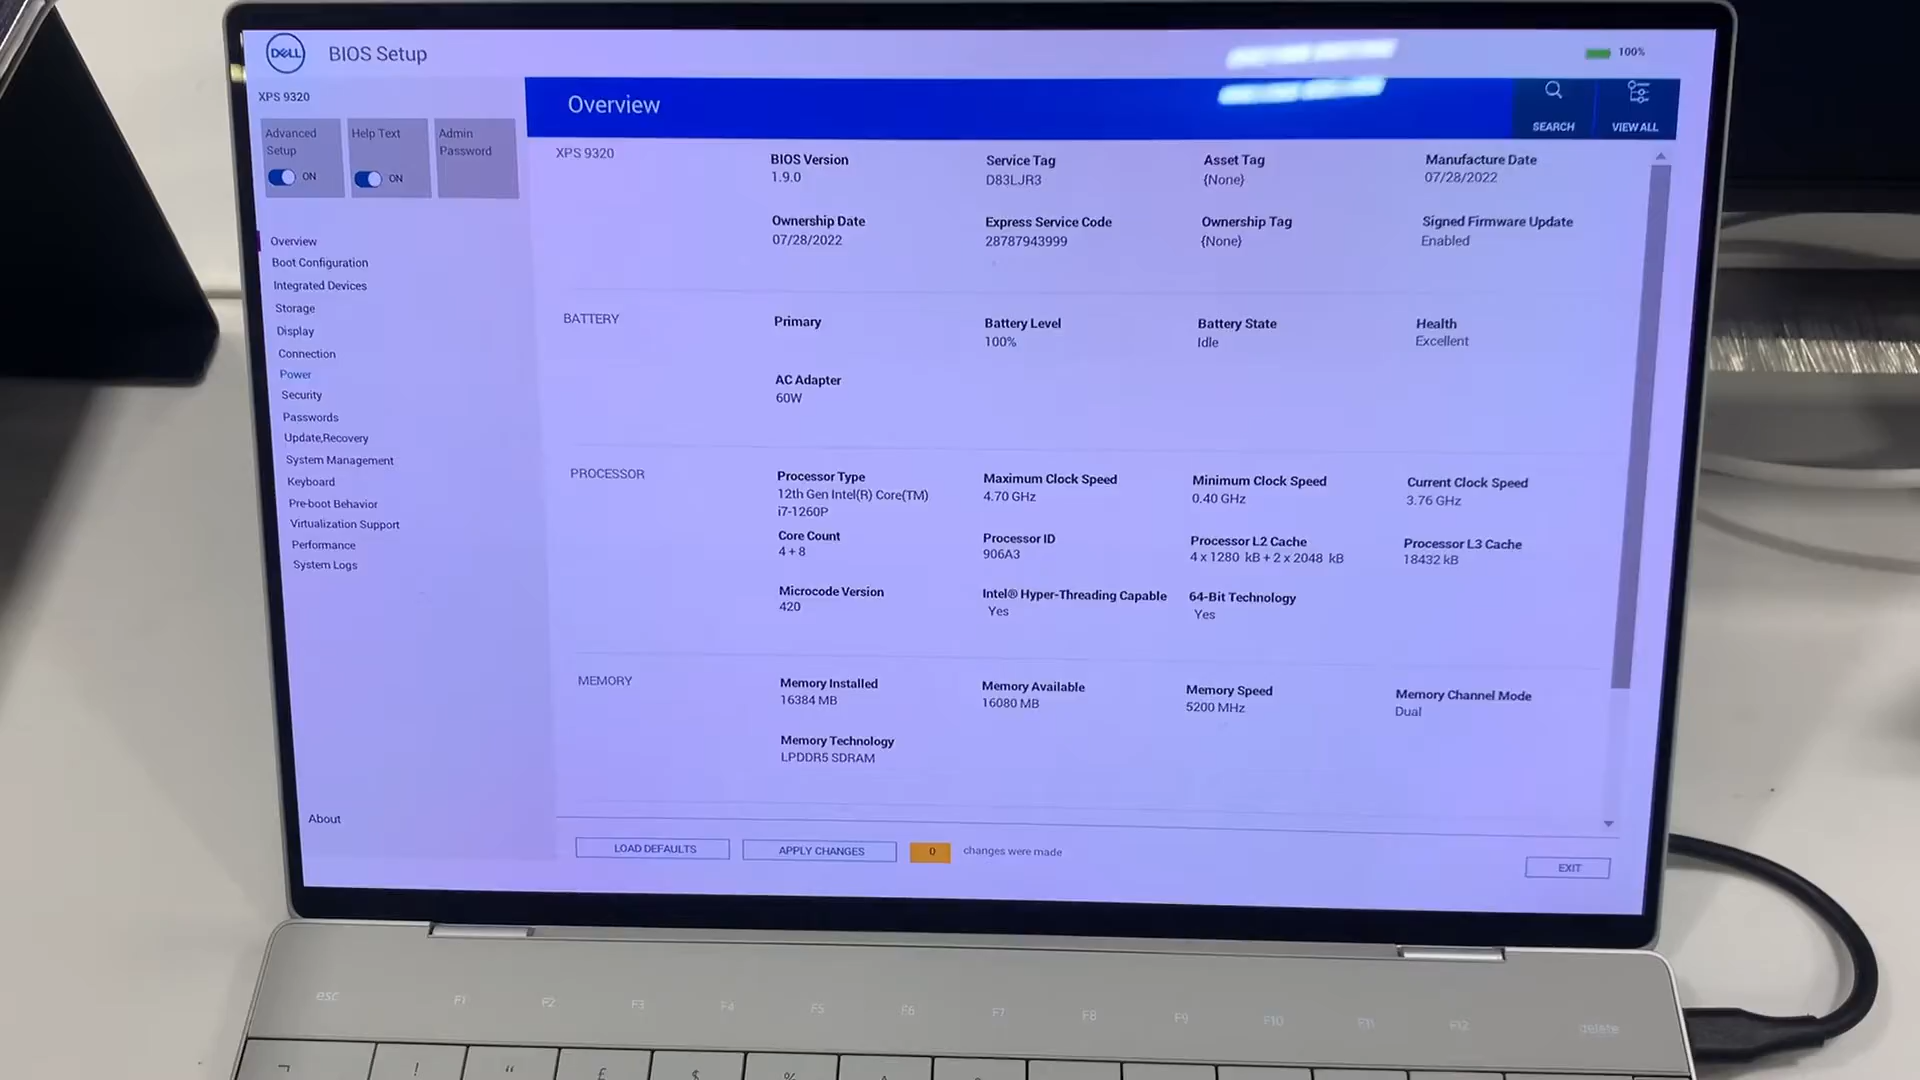 DELL
BIOS Setup
100%
XPS 9320
Advanced Setup
ON
Help Text
ON
Admin Password
Overview
SEARCH
VIEW ALL
Overview
Boot Configuration
Integrated Devices
Storage
Display
Connection
Power
Security
Passwords
Update,Recovery
System Management
Keyboard
Pre-boot Behavior
Virtualization Support
Performance
System Logs
About
XPS 9320
BIOS Version
1.9.0
Service Tag
D83LJR3
Asset Tag
{None}
Manufacture Date
07/28/2022
Ownership Date
07/28/2022
Express Service Code
28787943999
Ownership Tag
{None}
Signed Firmware Update
Enabled
BATTERY
Primary
Battery Level
100%
Battery State
Idle
Health
Excellent
AC Adapter
60W
PROCESSOR
Processor Type
12th Gen Intel(R) Core(TM)
i7-1260P
Maximum Clock Speed
4.70 GHz
Minimum Clock Speed
0.40 GHz
Current Clock Speed
3.76 GHz
Core Count
4 + 8
Processor ID
906A3
Processor L2 Cache
4 x 1280 kB + 2 x 2048 kB
Processor L3 Cache
18432 kB
Microcode Version
420
Intel® Hyper-Threading Capable
Yes
64-Bit Technology
Yes
MEMORY
Memory Installed
16384 MB
Memory Available
16080 MB
Memory Speed
5200 MHz
Memory Channel Mode
Dual
Memory Technology
LPDDR5 SDRAM
LOAD DEFAULTS
APPLY CHANGES
0
changes were made
EXIT
esc F1 F2 F3 F4 F5 F6 F7 F8 F9 F10 F11 F12 delete
¬ ! " £ $ %